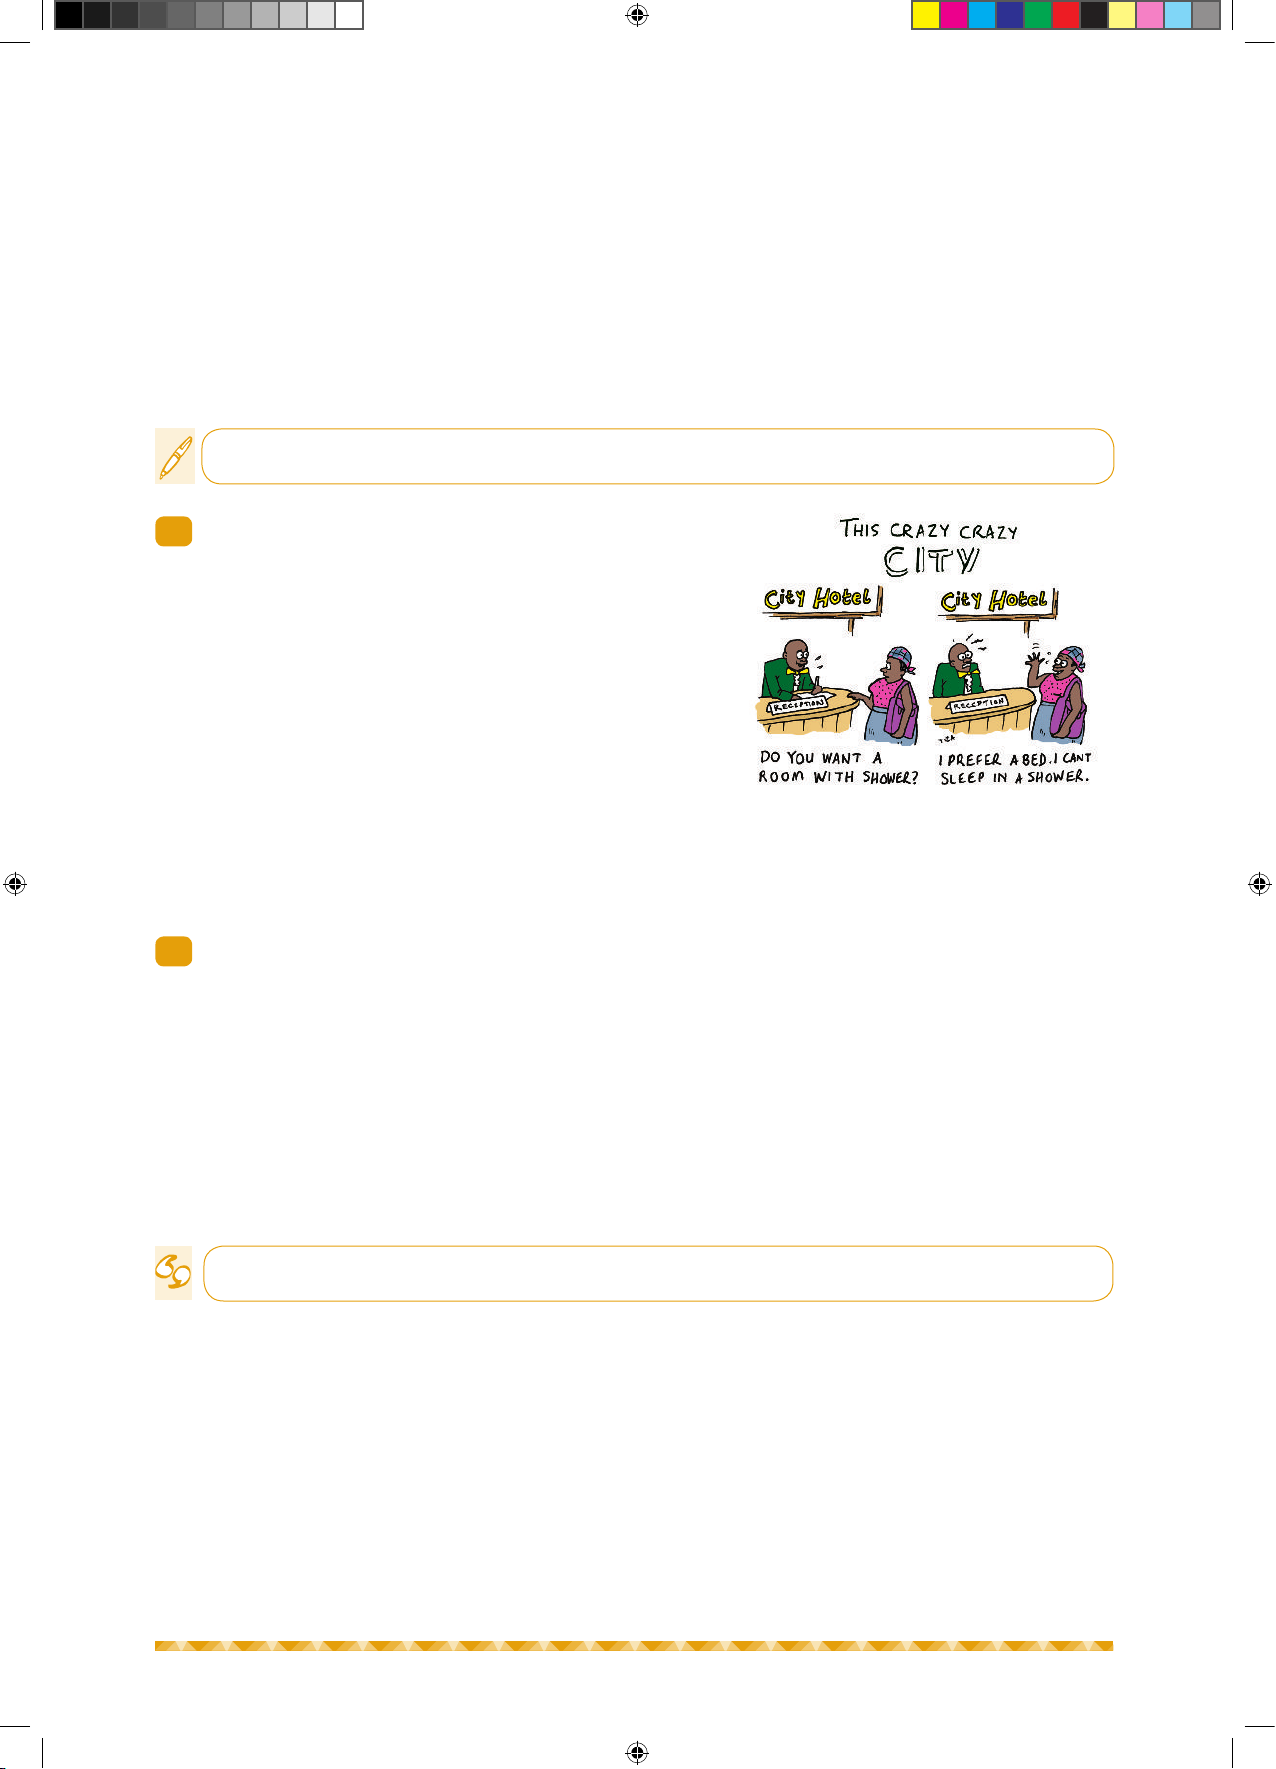 THIS CRAZY CRAZY
CITY
City Hotel
City Hotel
RECEPTION
RECEPTION
DO YOU WANT A
ROOM WITH SHOWER?
I PREFER A BED. I CANT
SLEEP IN A SHOWER.